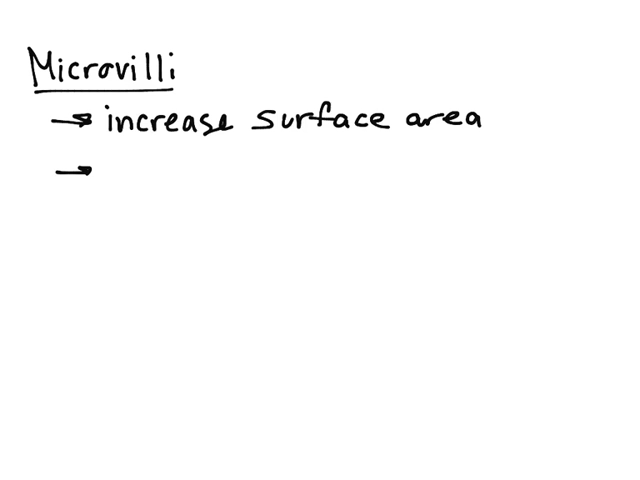 Microvilli
→ increase surface area
→